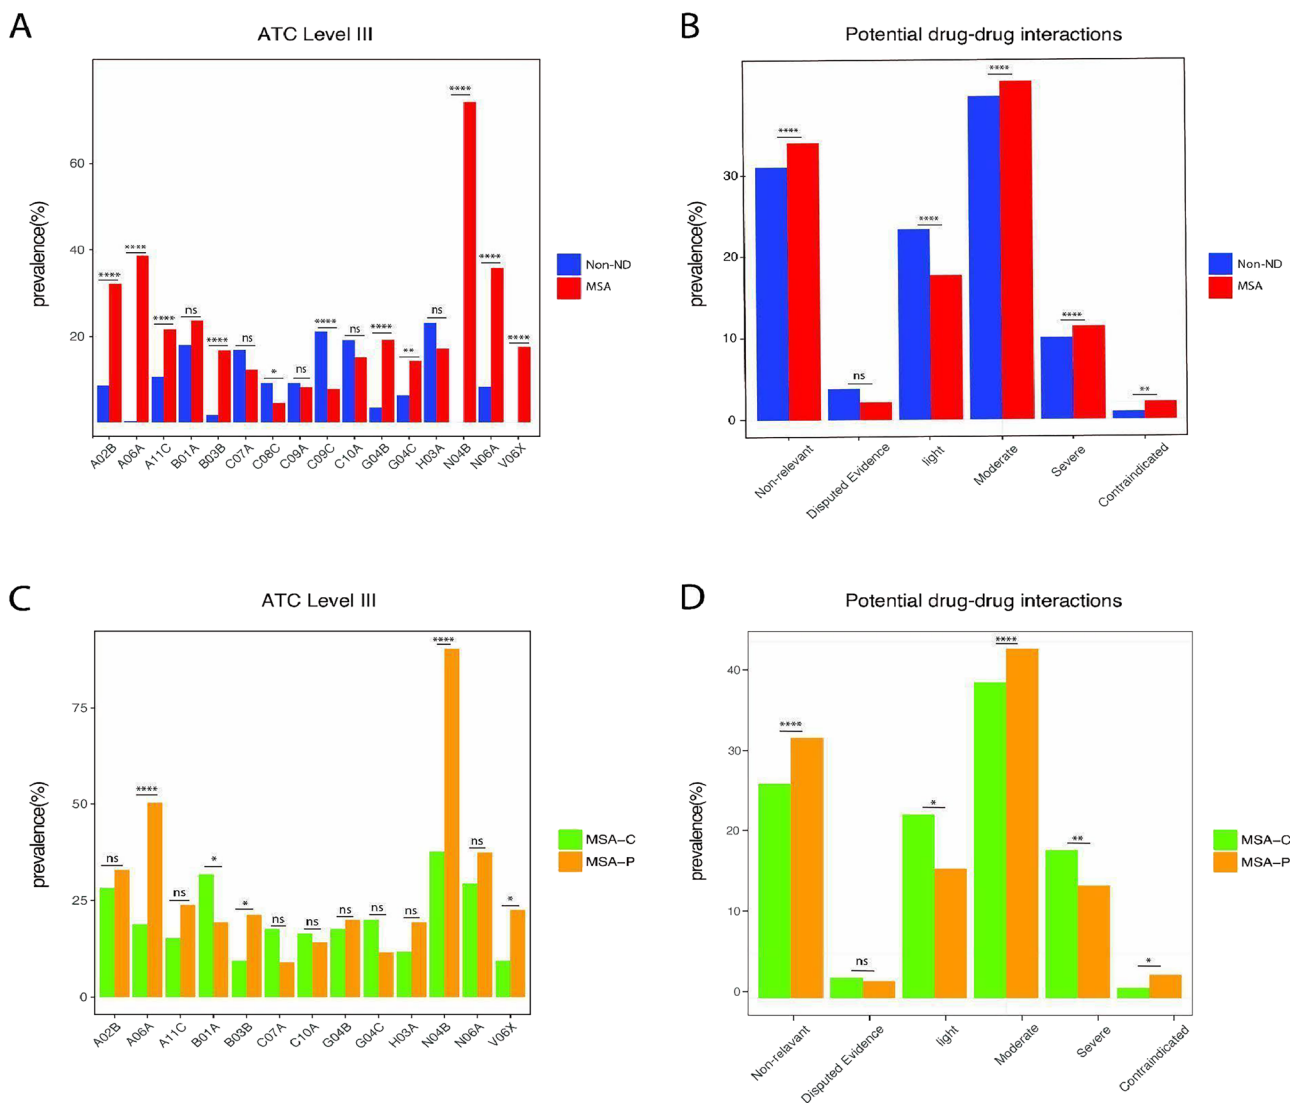 A
ATC Level III
prevalence(%)
60
40
20
**** **** **** ns **** ns * ns **** ns **** ** ns **** **** ****
A02B A06A A11C B01A B03B C07A C08C C09A C09C C10A G04B G04C H03A N04B N06A V06X
Non-ND
MSA
B
Potential drug-drug interactions
prevalence(%)
30
20
10
0
**** ns **** **** **** **
Non-relevant Disputed Evidence light Moderate Severe Contraindicated
Non-ND
MSA
C
ATC Level III
prevalence(%)
75
50
25
0
ns **** ns * * ns ns ns ns ns **** ns *
A02B A06A A11C B01A B03B C07A C10A G04B G04C H03A N04B N06A V06X
MSA–C
MSA–P
D
Potential drug-drug interactions
prevalence(%)
40
30
20
10
0
**** ns * **** ** *
Non-relavant Disputed Evidence light Moderate Severe Contraindicated
MSA–C
MSA–P